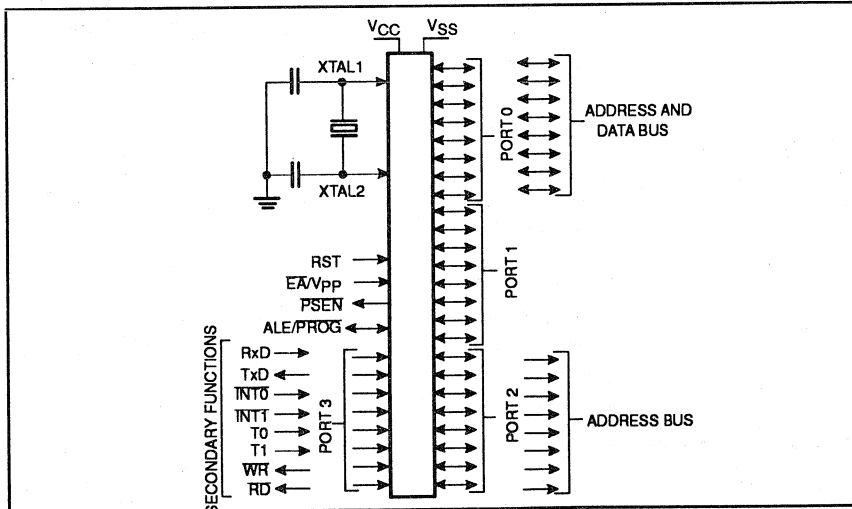 VCC VSS
XTAL1
XTAL2
PORT 0
ADDRESS AND
DATA BUS
PORT 1
RST
EA/VPP
PSEN
ALE/PROG
SECONDARY FUNCTIONS
RxD
TxD
INT0
INT1
T0
T1
WR
RD
PORT 3
PORT 2
ADDRESS BUS